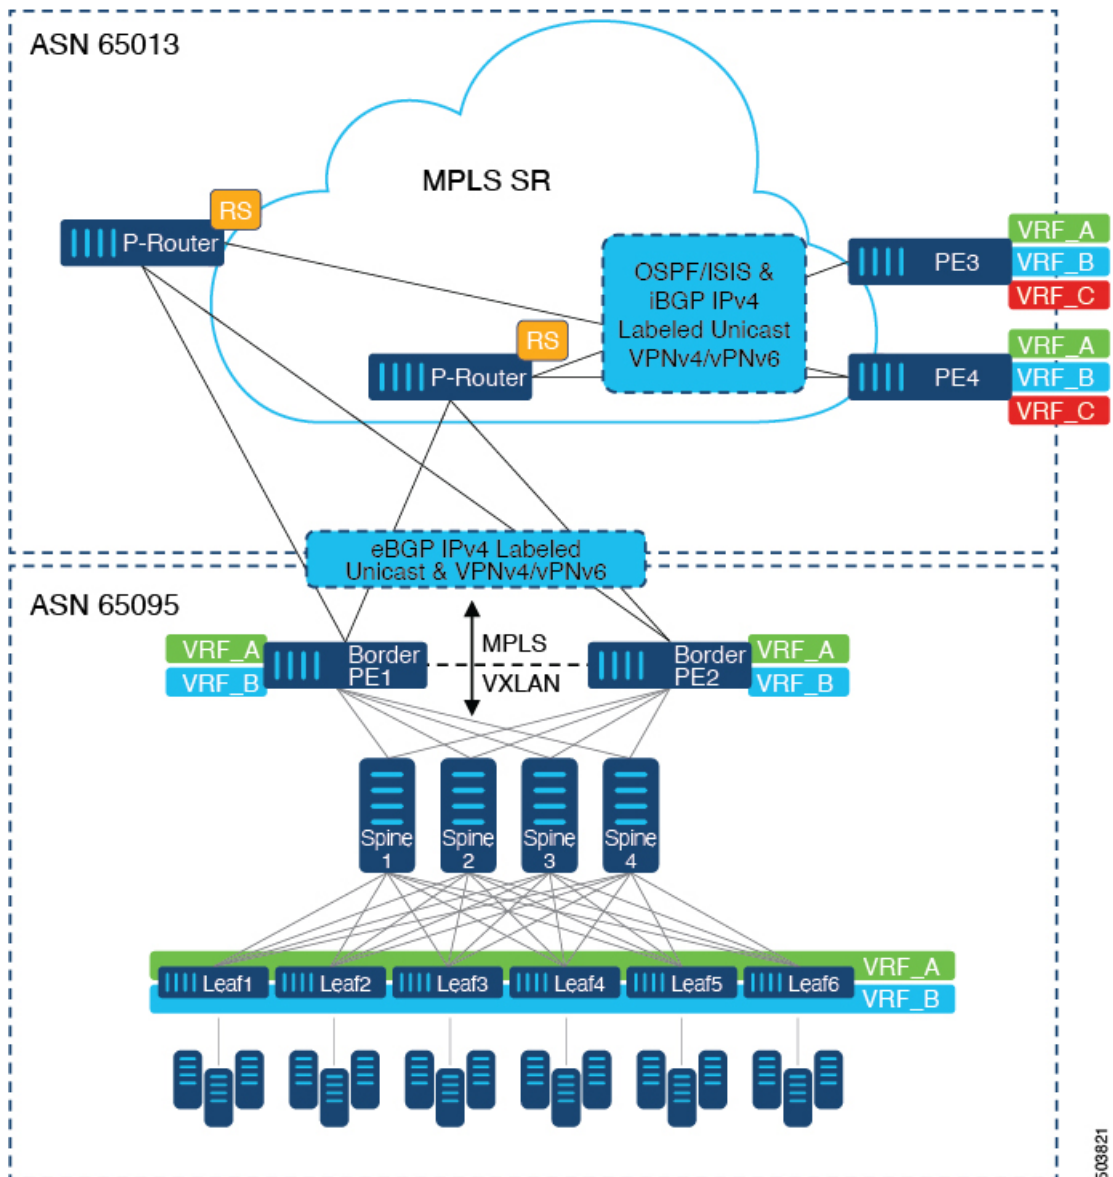 ASN 65013
MPLS SR
RS
P-Router
VRF_A
PE3
VRF_B
VRF_C
OSPF/ISIS &
iBGP IPv4
Labeled Unicast
VPNv4/vPNv6
RS
P-Router
VRF_A
PE4
VRF_B
VRF_C
eBGP IPv4 Labeled
Unicast & VPNv4/vPNv6
ASN 65095
VRF_A
VRF_B
Border
PE1
MPLS
VXLAN
Border
PE2
VRF_A
VRF_B
Spine
1
Spine
2
Spine
3
Spine
4
VRF_A
Leaf1
Leaf2
Leaf3
Leaf4
Leaf5
Leaf6
VRF_B
503821